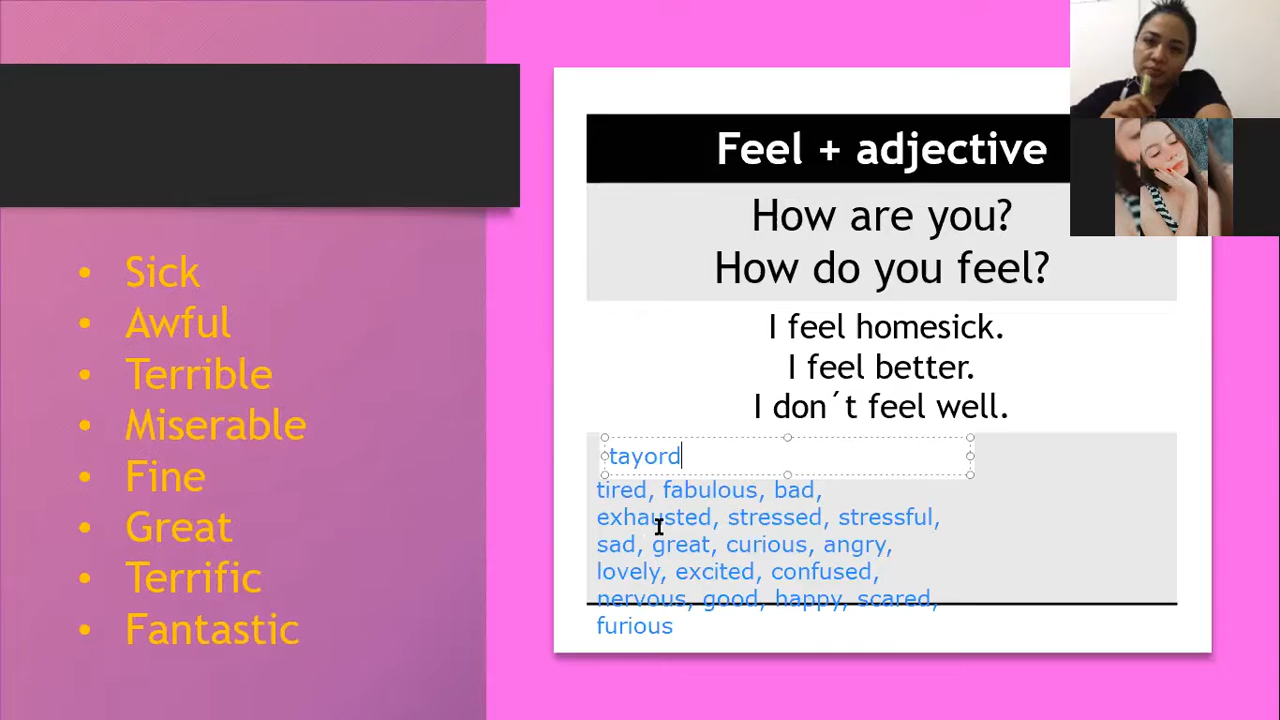 Sick
Awful
Terrible
Miserable
Fine
Great
Terrific
Fantastic
Feel + adjective
How are you?
How do you feel?
I feel homesick.
I feel better.
I don´t feel well.
tayord
tired, fabulous, bad,
exhausted, stressed, stressful,
sad, great, curious, angry,
lovely, excited, confused,
nervous, good, happy, scared,
furious